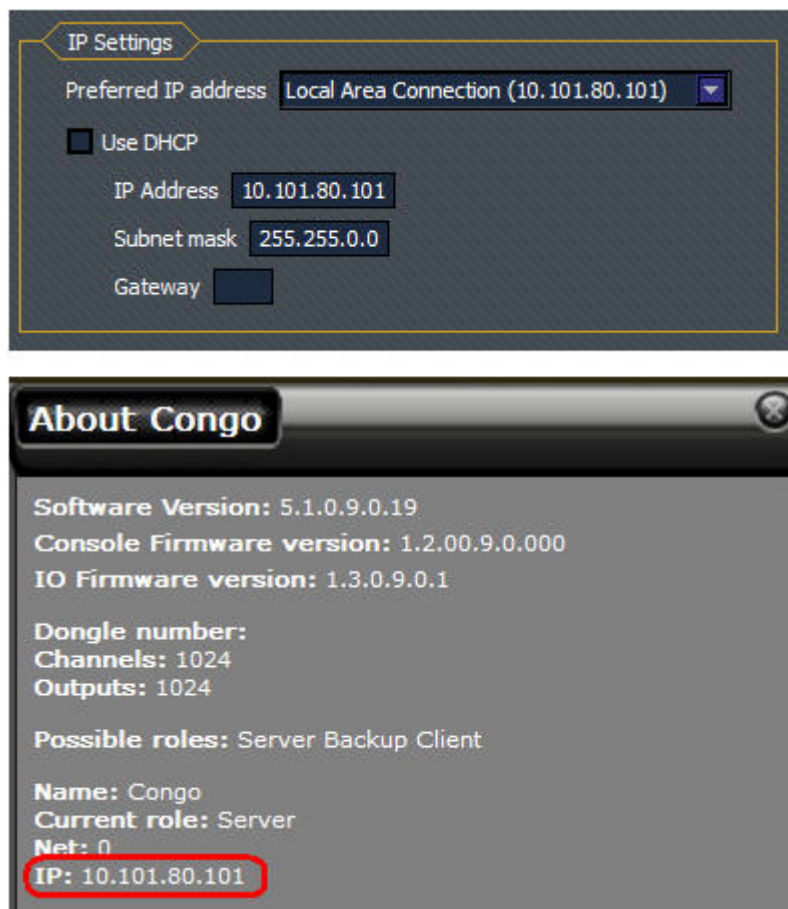 IP Settings
Preferred IP address Local Area Connection (10.101.80.101)
Use DHCP
IP Address 10.101.80.101
Subnet mask 255.255.0.0
Gateway
About Congo
Software Version: 5.1.0.9.0.19
Console Firmware version: 1.2.00.9.0.000
IO Firmware version: 1.3.0.9.0.1
Dongle number:
Channels: 1024
Outputs: 1024
Possible roles: Server Backup Client
Name: Congo
Current role: Server
Net: 0
IP: 10.101.80.101